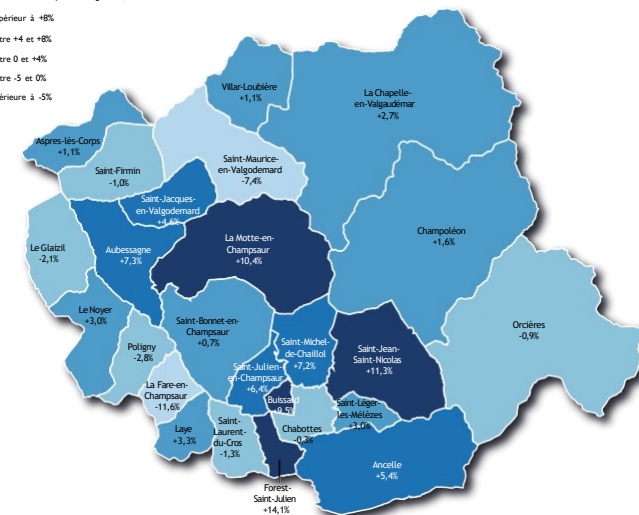 périeur à +8%
tre +4 et +8%
tre 0 et +4%
tre -5 et 0%
érieure à -5%
Villar-Loubière
+1,1%
La Chapelle-
en-Valgaudémar
+2,7%
Aspres-lès-Corps
+1,1%
Saint-Firmin
-1,0%
Saint-Maurice-
en-Valgodemard
-7,4%
Saint-Jacques-
en-Valgodemard
+4,6%
Le Glaizil
-2,1%
Aubessagne
+7,3%
La Motte-en-
Champsaur
+10,4%
Champoléon
+1,6%
Le Noyer
+3,0%
Saint-Bonnet-en-
Champsaur
+0,7%
Orcières
-0,9%
Poligny
-2,8%
Saint-Michel-
de-Chaillol
+7,2%
Saint-Jean-
Saint-Nicolas
+11,3%
Saint-Julien-
en-Champsaur
+6,4%
La Fare-en-
Champsaur
-11,6%
Buissard
+9,5%
Saint-Léger-
les-Mélèzes
+3,0%
Laye
+3,3%
Saint-
Laurent-
du-Cros
-1,3%
Chabottes
-0,3%
Ancelle
+5,4%
Forest-
Saint-Julien
+14,1%